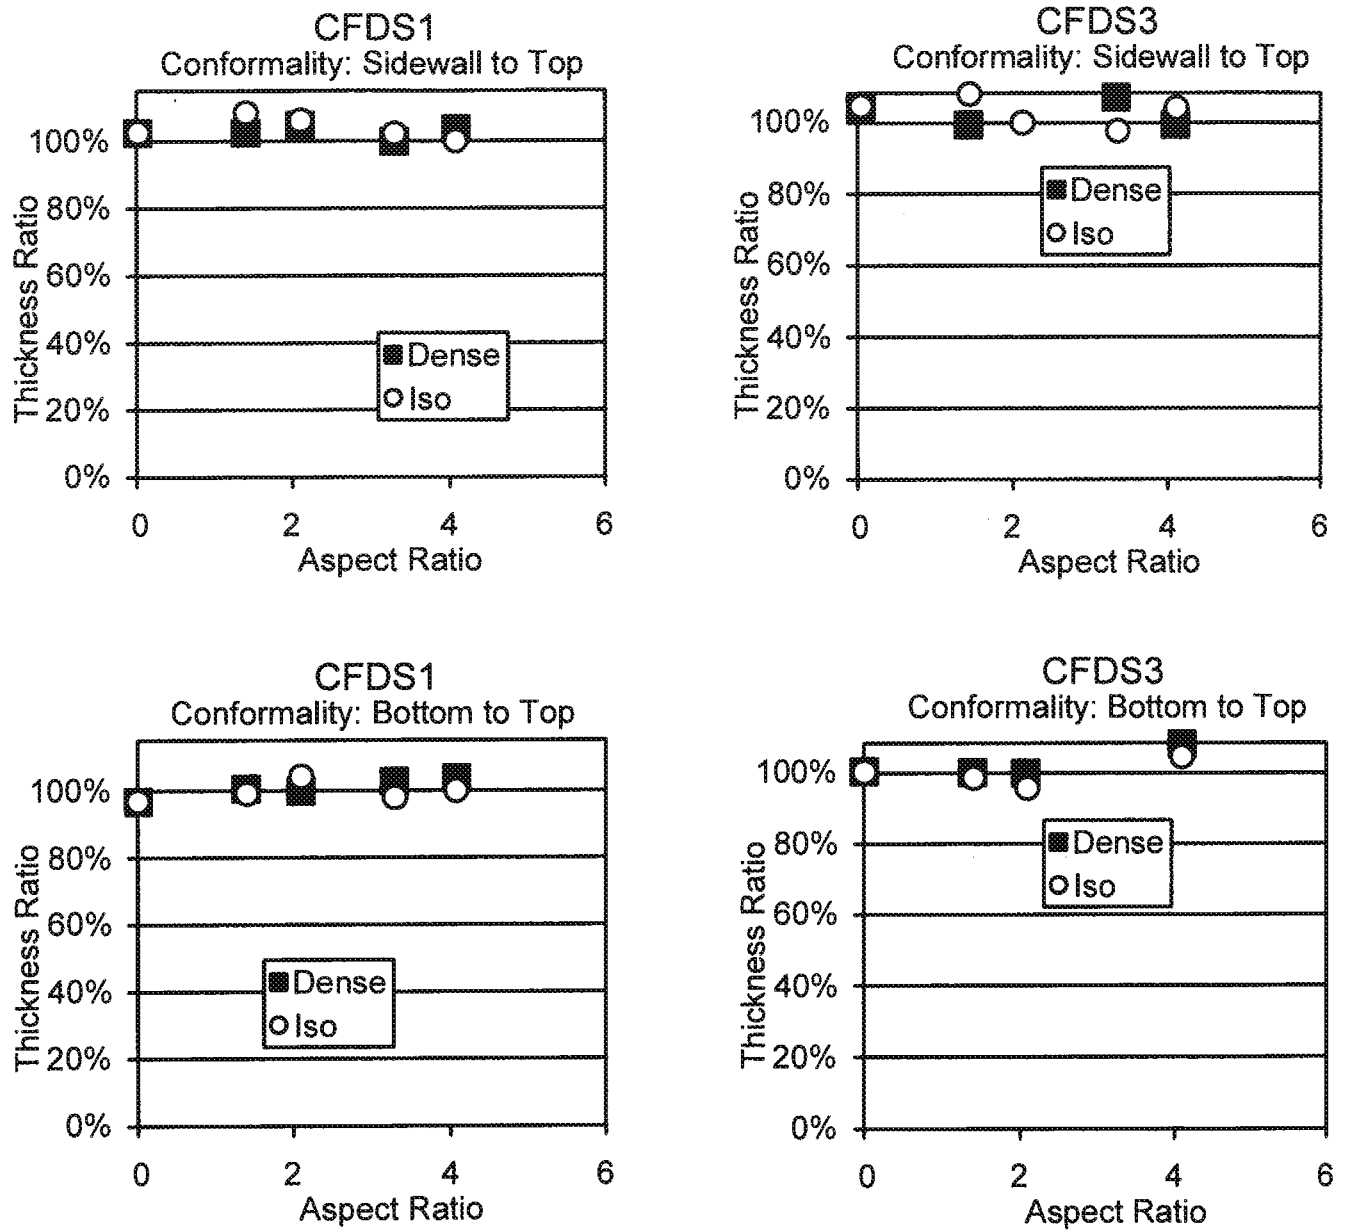 CFDS1
Conformality: Sidewall to Top
Thickness Ratio
100%
80%
60%
40%
20%
0%
Dense
Iso
0 2 4 6
Aspect Ratio
CFDS3
Conformality: Sidewall to Top
Thickness Ratio
100%
80%
60%
40%
20%
0%
Dense
Iso
0 2 4 6
Aspect Ratio
CFDS1
Conformality: Bottom to Top
Thickness Ratio
100%
80%
60%
40%
20%
0%
Dense
Iso
0 2 4 6
Aspect Ratio
CFDS3
Conformality: Bottom to Top
Thickness Ratio
100%
80%
60%
40%
20%
0%
Dense
Iso
0 2 4 6
Aspect Ratio